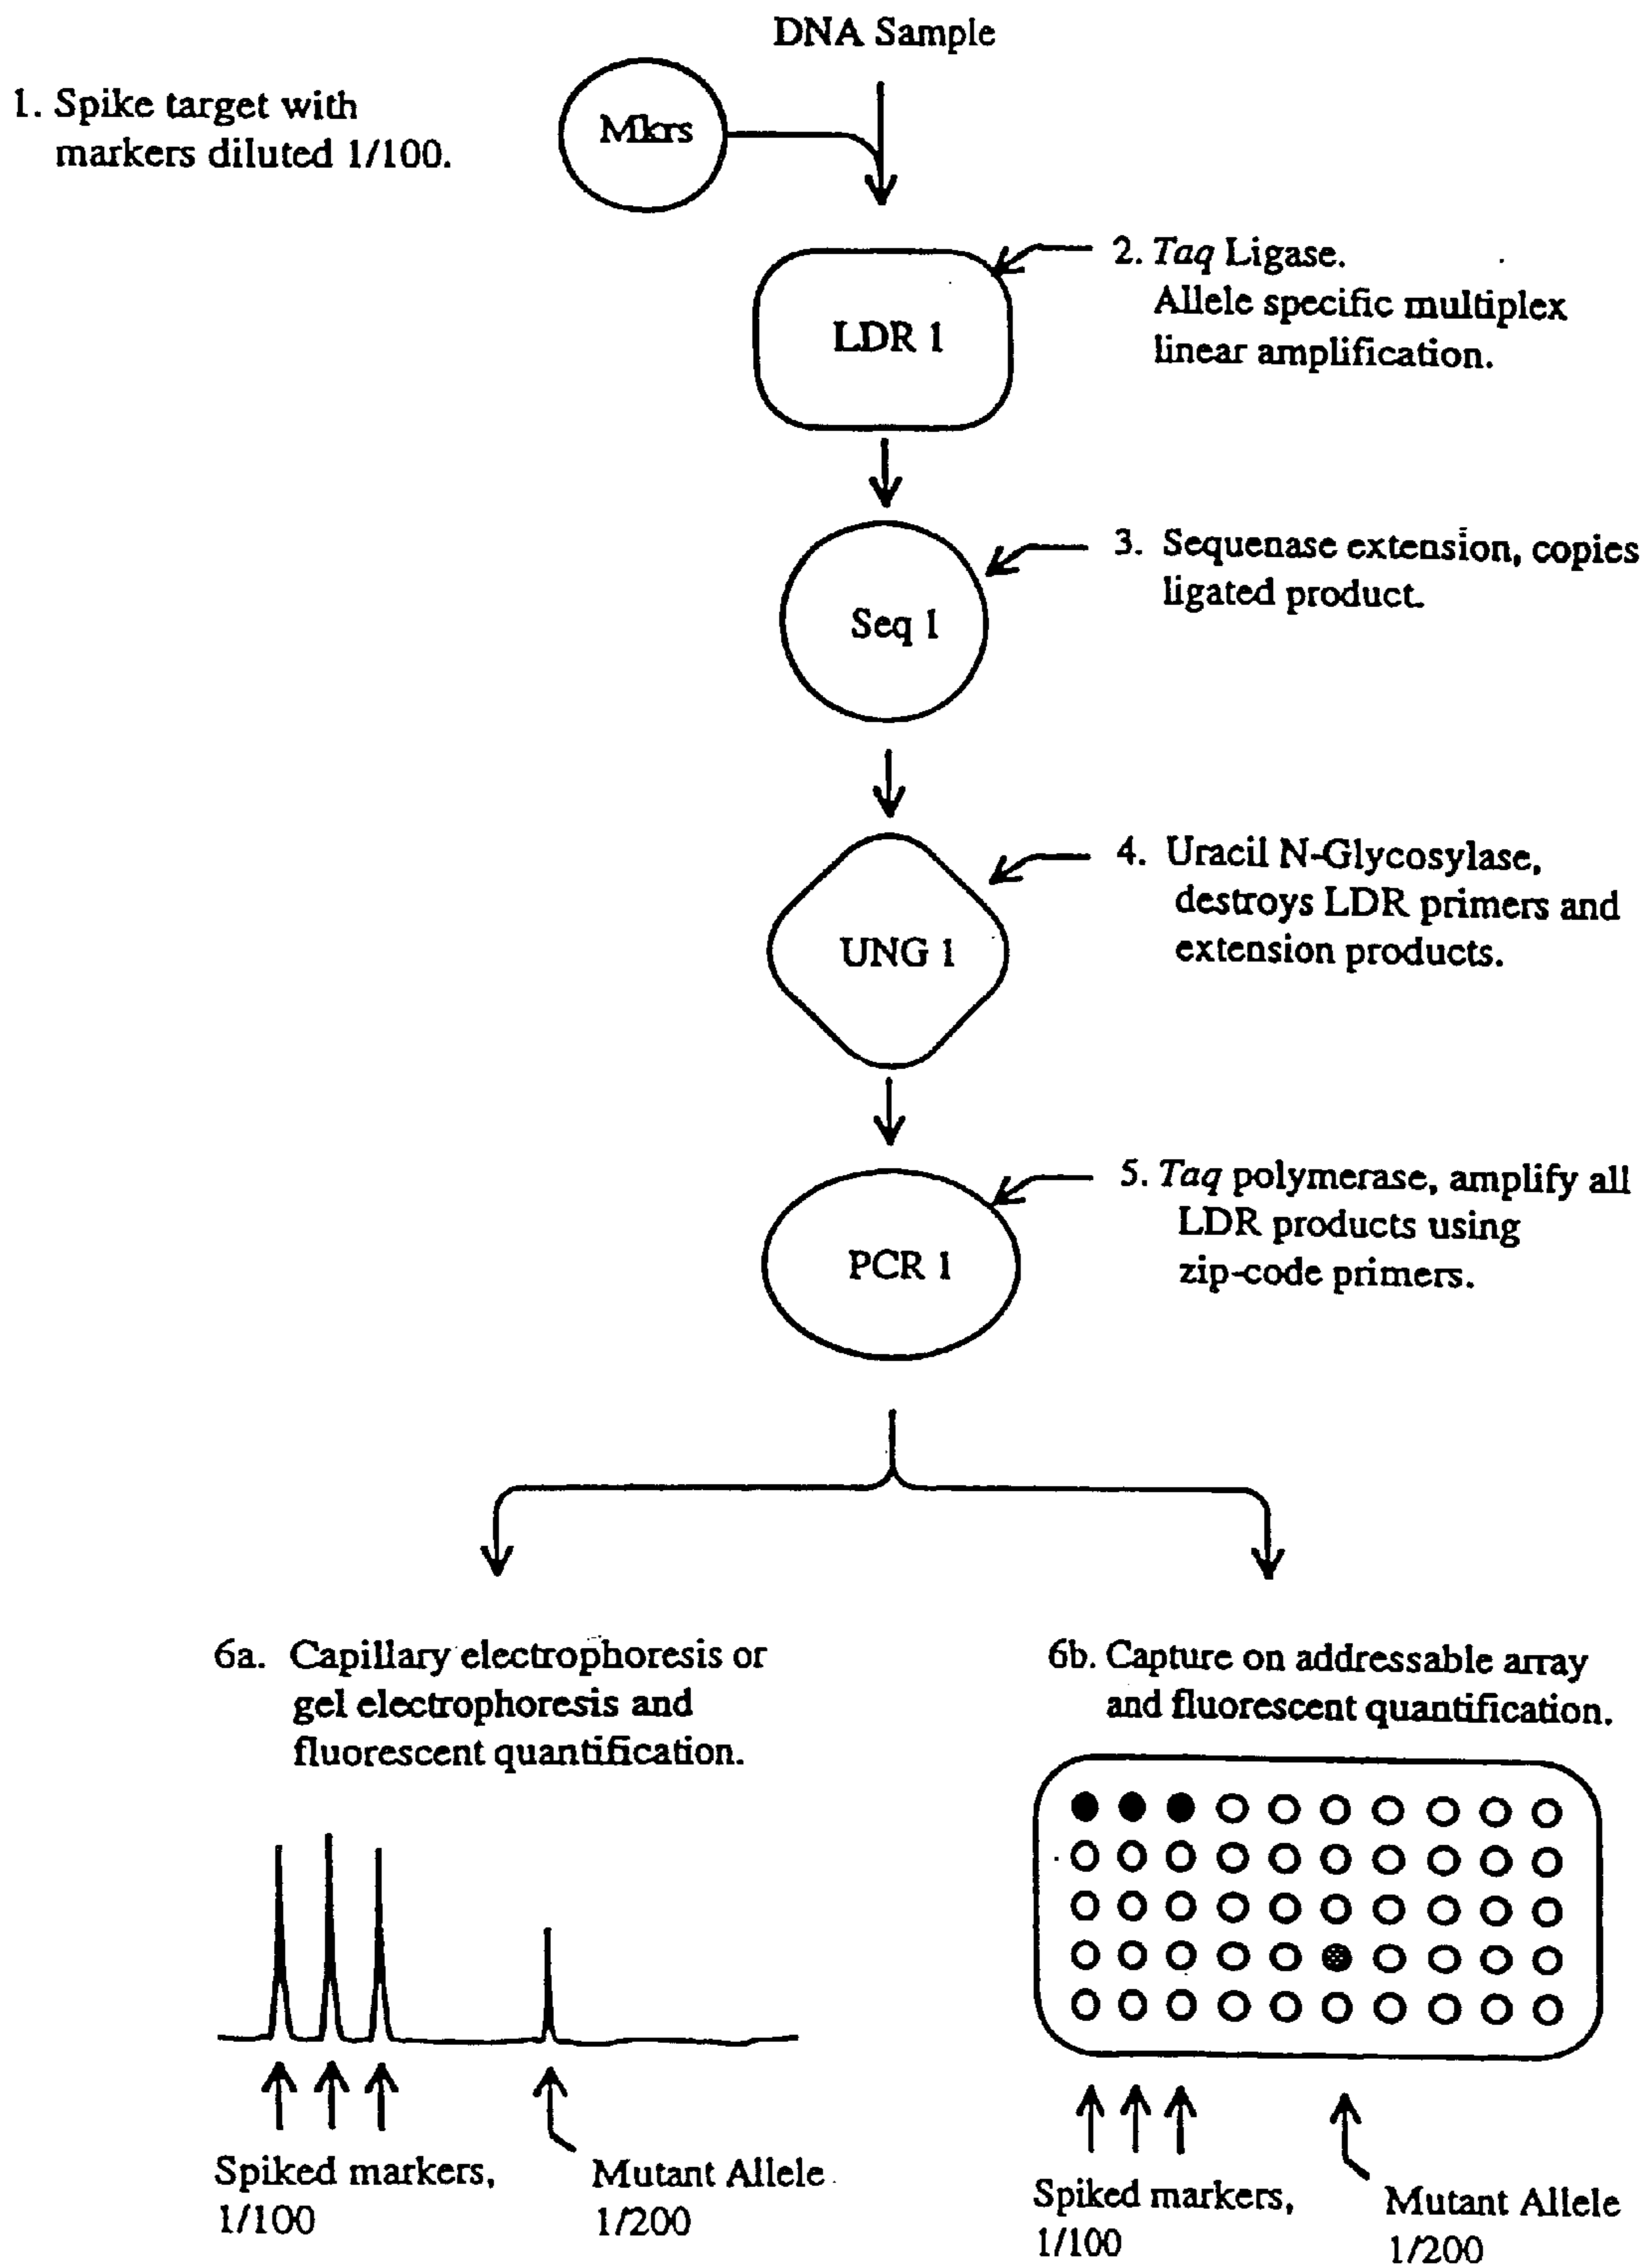 DNA Sample
1. Spike target with
markers diluted 1/100.
Mkrs
2. Taq Ligase.
Allele specific multiplex
linear amplification.
LDR 1
3. Sequenase extension, copies
ligated product.
Seq 1
4. Uracil N-Glycosylase,
destroys LDR primers and
extension products.
UNG 1
5. Taq polymerase, amplify all
LDR products using
zip-code primers.
PCR 1
6a. Capillary electrophoresis or
gel electrophoresis and
fluorescent quantification.
6b. Capture on addressable array
and fluorescent quantification.
Spiked markers,
1/100
Mutant Allele
1/200
Spiked markers,
1/100
Mutant Allele
1/200